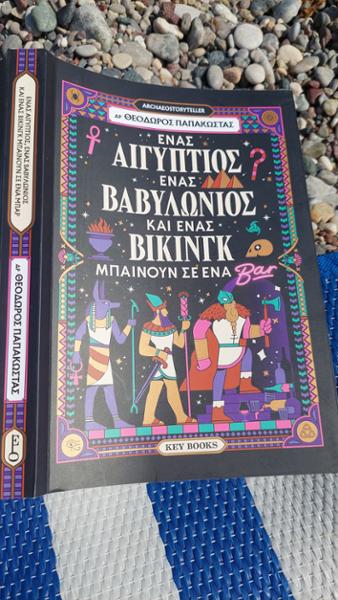 ARCHAEOSTORYTELLER
Δρ ΘΕΟΔΩΡΟΣ ΠΑΠΑΚΩΣΤΑΣ
ΕΝΑΣ
ΑΙΓΥΠΤΙΟΣ
ΕΝΑΣ
ΒΑΒΥΛΩΝΙΟΣ
ΚΑΙ ΕΝΑΣ
ΒΙΚΙΝΓΚ
ΜΠΑΙΝΟΥΝ ΣΕ ΕΝΑ Bar
KEY BOOKS
ΕΝΑΣ ΑΙΓΥΠΤΙΟΣ, ΕΝΑΣ ΒΑΒΥΛΩΝΙΟΣ
ΚΑΙ ΕΝΑΣ ΒΙΚΙΝΓΚ ΜΠΑΙΝΟΥΝ ΣΕ ΕΝΑ ΜΠΑΡ
Δρ ΘΕΟΔΩΡΟΣ ΠΑΠΑΚΩΣΤΑΣ